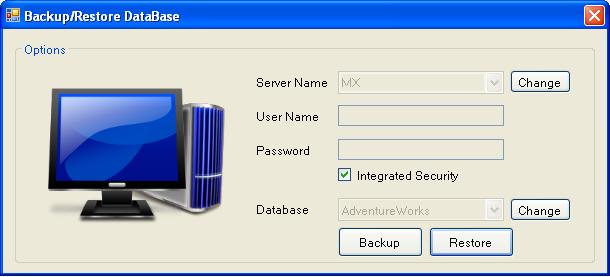 Backup/Restore DataBase
Options
Server Name MX Change
User Name
Password
Integrated Security
Database AdventureWorks Change
Backup Restore